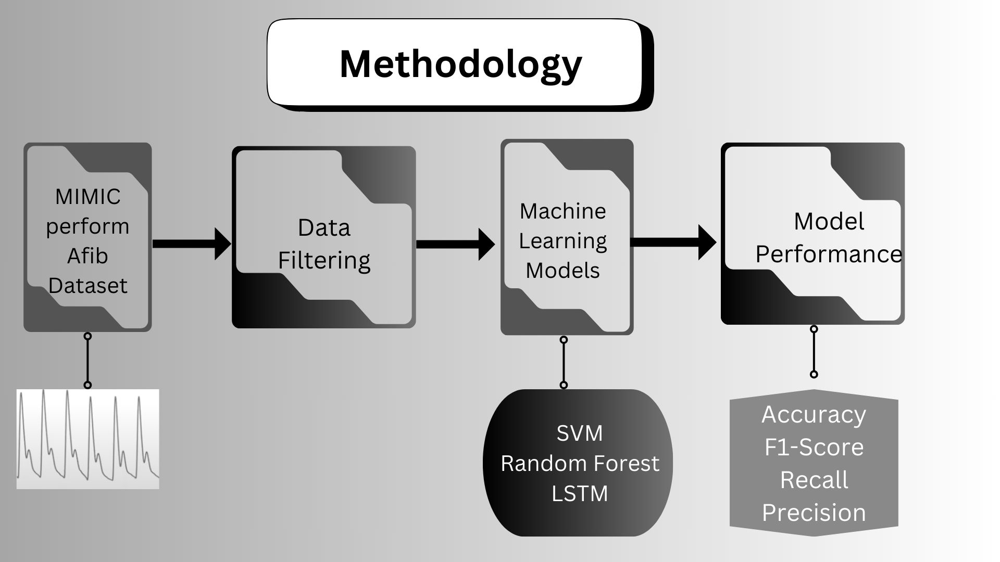 Methodology
MIMIC
perform
Afib
Dataset
Data
Filtering
Machine
Learning
Models
Model
Performance
SVM
Random Forest
LSTM
Accuracy
F1-Score
Recall
Precision